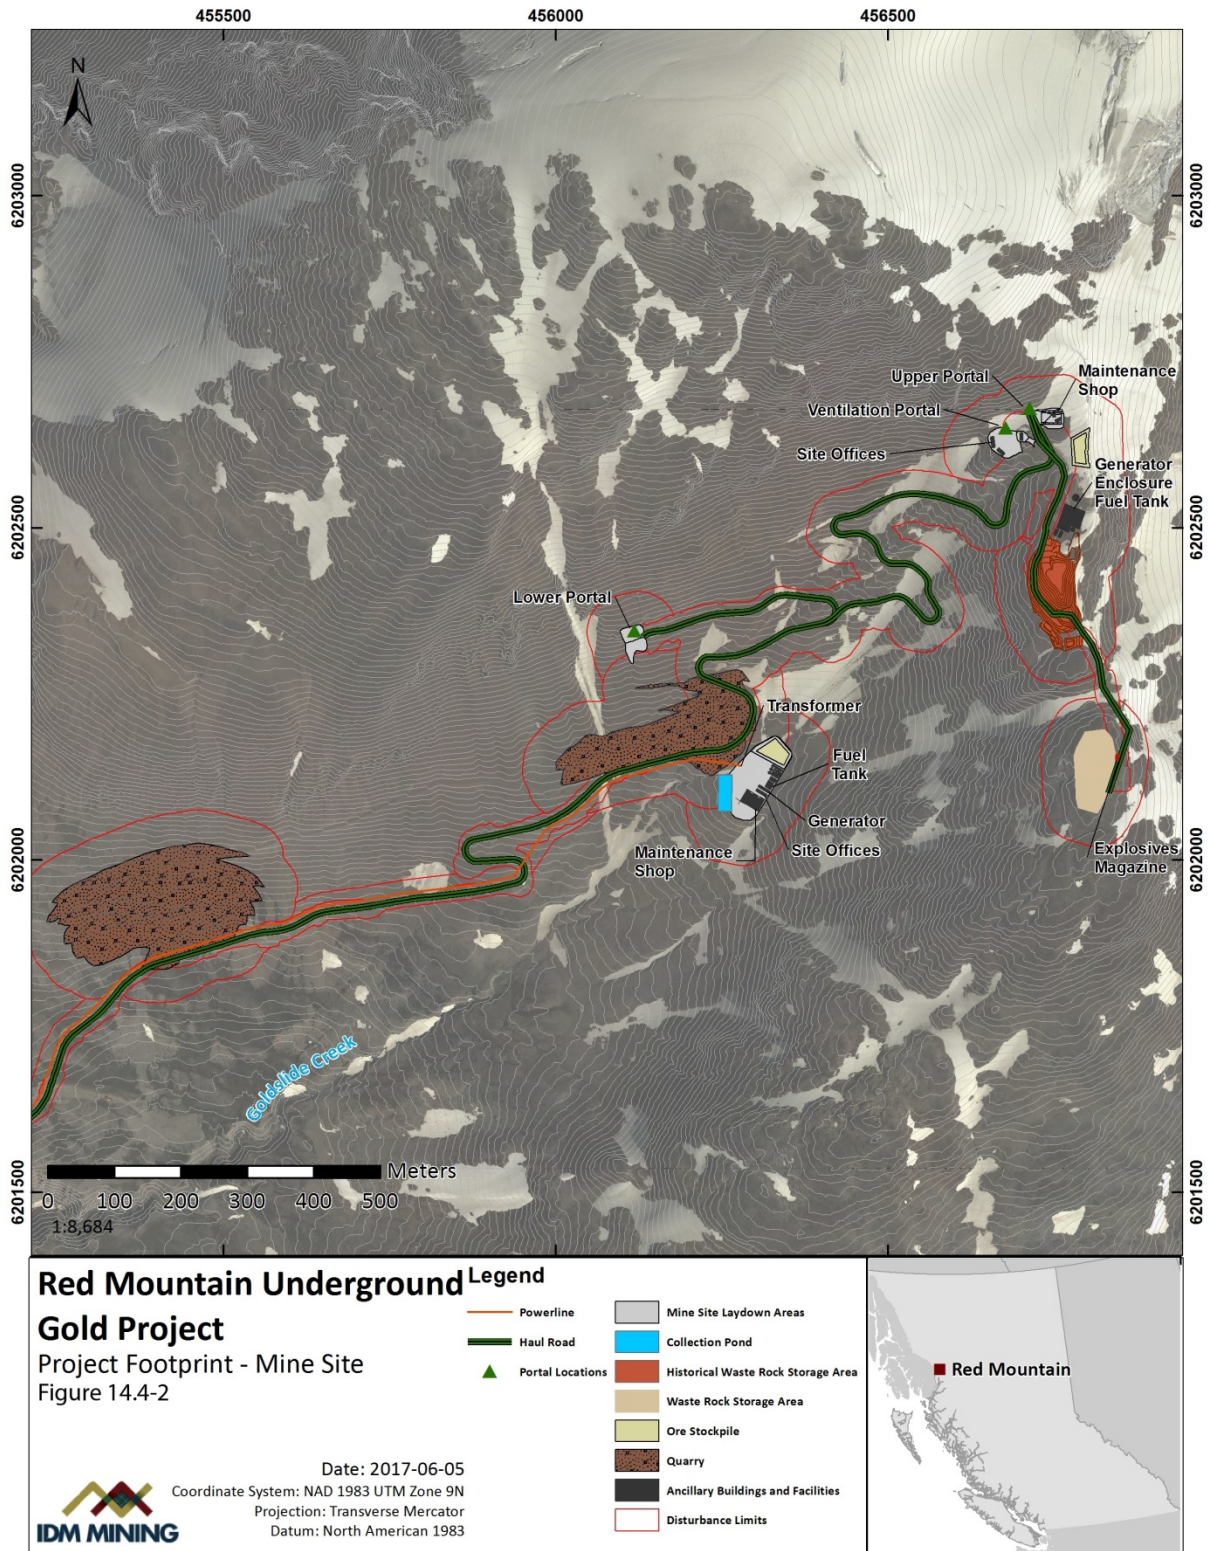 455500
456000
456500
N
6203000
6203000
Upper Portal
Maintenance
Shop
Ventilation Portal
Site Offices
Generator
Enclosure
Fuel Tank
6202500
6202500
Lower Portal
Transformer
Fuel
Tank
Generator
Site Offices
Maintenance
Shop
Explosives
Magazine
6202000
6202000
Goldslide Creek
Meters
0 100 200 300 400 500
1:8,684
6201500
6201500
Red Mountain Underground
Gold Project
Project Footprint - Mine Site
Figure 14.4-2
Date: 2017-06-05
Coordinate System: NAD 1983 UTM Zone 9N
Projection: Transverse Mercator
Datum: North American 1983
IDM MINING
Legend
Powerline
Haul Road
Portal Locations
Mine Site Laydown Areas
Collection Pond
Historical Waste Rock Storage Area
Waste Rock Storage Area
Ore Stockpile
Quarry
Ancillary Buildings and Facilities
Disturbance Limits
Red Mountain